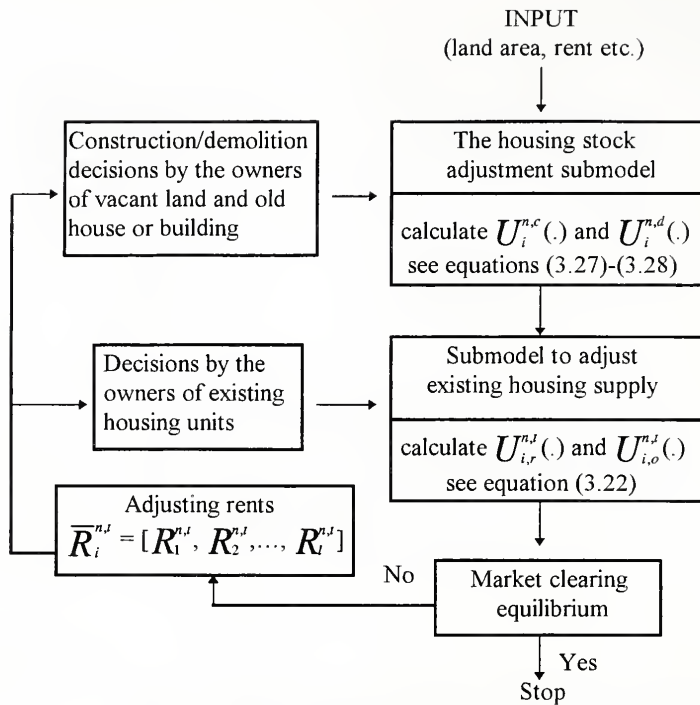 INPUT
(land area, rent etc.)
Construction/demolition
decisions by the owners
of vacant land and old
house or building
The housing stock
adjustment submodel
calculate U_i^{n,c}(.) and U_i^{n,d}(.)
see equations (3.27)-(3.28)
Decisions by the
owners of existing
housing units
Submodel to adjust
existing housing supply
calculate U_{i,r}^{n,t}(.) and U_{i,o}^{n,t}(.)
see equation (3.22)
Adjusting rents
R̅_i^{n,t} = [R_1^{n,t}, R_2^{n,t},..., R_I^{n,t}]
No
Market clearing
equilibrium
Yes
Stop